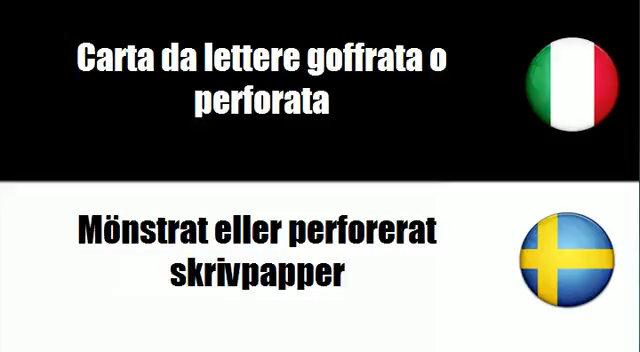 Carta da lettere goffrata o
perforata
Mönstrat eller perforerat
skrivpapper